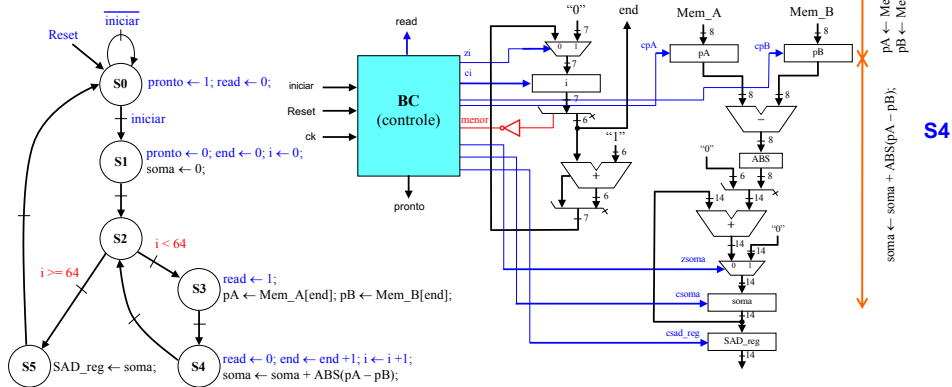 iniciar
Reset
S0
pronto ← 1; read ← 0;
iniciar
S1
pronto ← 0; end ← 0; i ← 0;
soma ← 0;
S2
i < 64
i >= 64
S3
read ← 1;
pA ← Mem_A[end]; pB ← Mem_B[end];
S5
SAD_reg ← soma;
S4
read ← 0; end ← end +1; i ← i +1;
soma ← soma + ABS(pA – pB);
read
iniciar
Reset
ck
BC
(controle)
pronto
zi
ci
menor
cpA
cpB
zsoma
csoma
csad_reg
“0”
7
0 1
7
i
7
6
end
“1”
6
+
7
Mem_A
8
pA
Mem_B
8
pB
8
8
–
8
ABS
“0”
6
8
14
14
+
14
“0”
0 1
14
soma
14
SAD_reg
14
pA ← Me
pB ← Me
soma ← soma + ABS(pA – pB);
S4